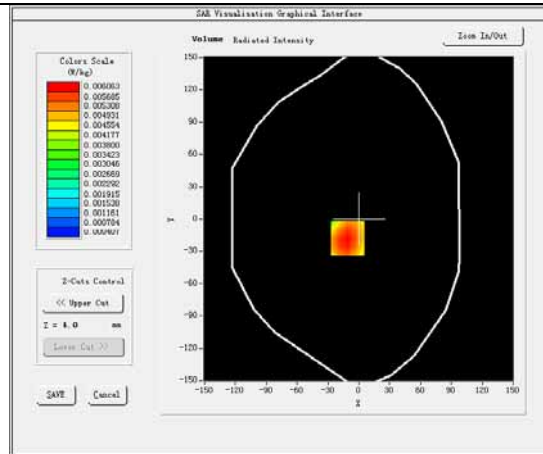 SAR Visualisation Graphical Interface
Volume Radiated Intensity
Zoom In/Out
Colors Scale
(W/kg)
0.006063
0.005685
0.005308
0.004931
0.004554
0.004177
0.003800
0.003423
0.003046
0.002669
0.002292
0.001915
0.001538
0.001161
0.000784
0.000407
150
120
90
60
30
0
-30
-60
-90
-120
-150
Y
-150 -120 -90 -60 -30 0 30 60 90 120 150
X
Z-Cuts Control
<< Upper Cut
Z = 4.0 mm
Lower Cut >>
SAVE Cancel